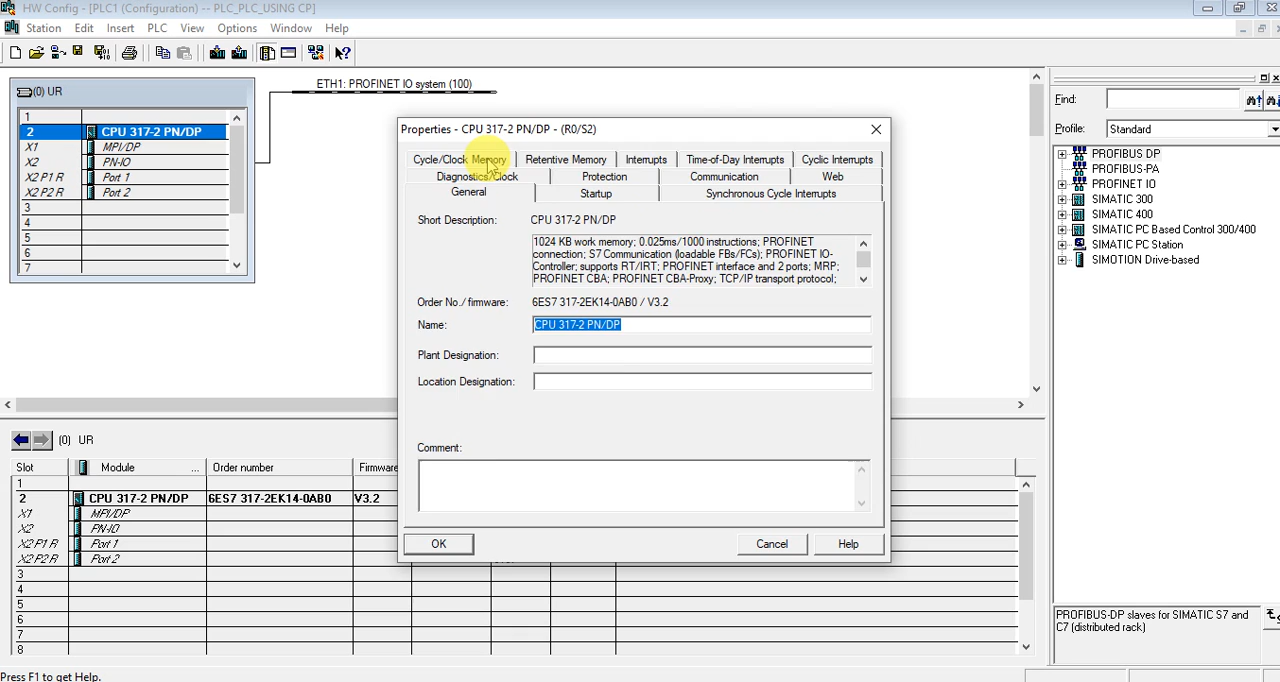 HW Config - [PLC1 (Configuration) -- PLC_PLC_USING CP]
Station Edit Insert PLC View Options Window Help
(0) UR
1
2 CPU 317-2 PN/DP
X1 MPI/DP
X2 PN-IO
X2 P1 R Port 1
X2 P2 R Port 2
3
4
5
6
7
ETH1: PROFINET IO system (100)
Properties - CPU 317-2 PN/DP - (R0/S2)
Cycle/Clock Memory Retentive Memory Interrupts Time-of-Day Interrupts Cyclic Interrupts
Diagnostics/Clock Protection Communication Web
General Startup Synchronous Cycle Interrupts
Short Description: CPU 317-2 PN/DP
1024 KB work memory; 0.025ms/1000 instructions; PROFINET
connection; S7 Communication (loadable FBs/FCs); PROFINET IO-
Controller; supports RT/IRT; PROFINET interface and 2 ports; MRP;
PROFINET CBA; PROFINET CBA-Proxy; TCP/IP transport protocol;
Order No./ firmware: 6ES7 317-2EK14-0AB0 / V3.2
Name: CPU 317-2 PN/DP
Plant Designation:
Location Designation:
Comment:
OK Cancel Help
Find:
Profile: Standard
PROFIBUS DP
PROFIBUS-PA
PROFINET IO
SIMATIC 300
SIMATIC 400
SIMATIC PC Based Control 300/400
SIMATIC PC Station
SIMOTION Drive-based
PROFIBUS-DP slaves for SIMATIC S7 and
C7 (distributed rack)
(0) UR
Slot Module ... Order number Firmware
1
2 CPU 317-2 PN/DP 6ES7 317-2EK14-0AB0 V3.2
X1 MPI/DP
X2 PN-IO
X2 P1 R Port 1
X2 P2 R Port 2
3
4
5
6
7
8
Press F1 to get Help.